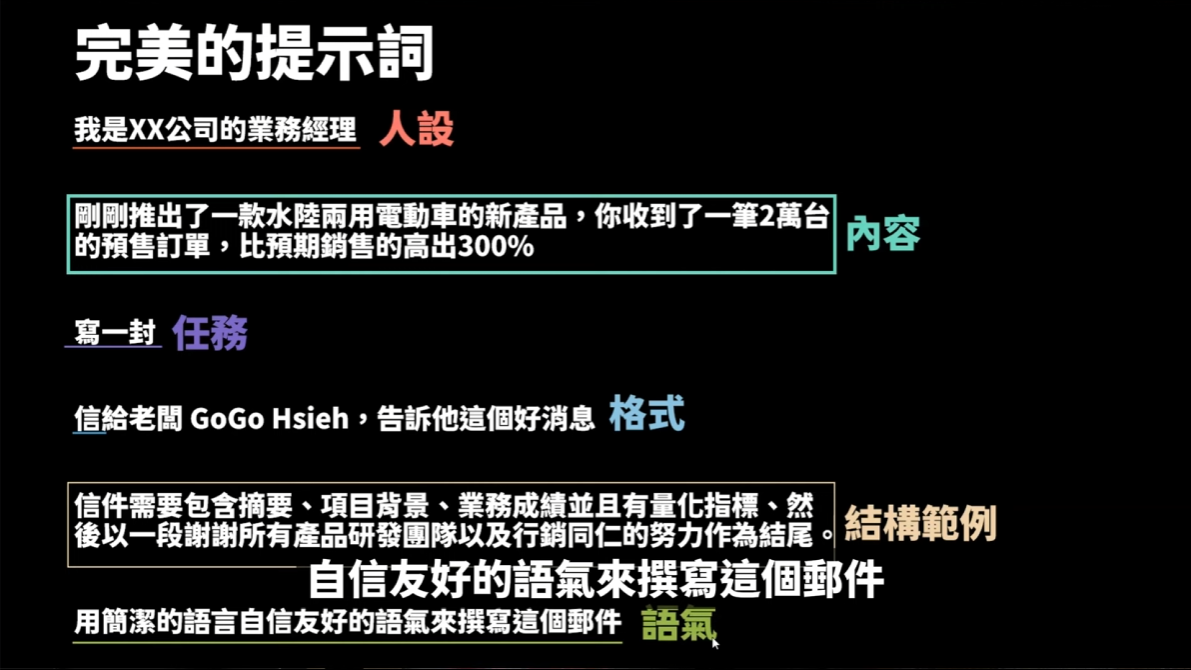 完美的提示詞
我是XX公司的業務經理 人設
剛剛推出了一款水陸兩用電動車的新產品，你收到了一筆2萬台
的預售訂單，比預期銷售的高出300% 內容
寫一封 任務
信給老闆 GoGo Hsieh，告訴他這個好消息 格式
信件需要包含摘要、項目背景、業務成績並且有量化指標、然
後以一段謝謝所有產品研發團隊以及行銷同仁的努力作為結尾。 結構範例
自信友好的語氣來撰寫這個郵件
用簡潔的語言自信友好的語氣來撰寫這個郵件 語氣